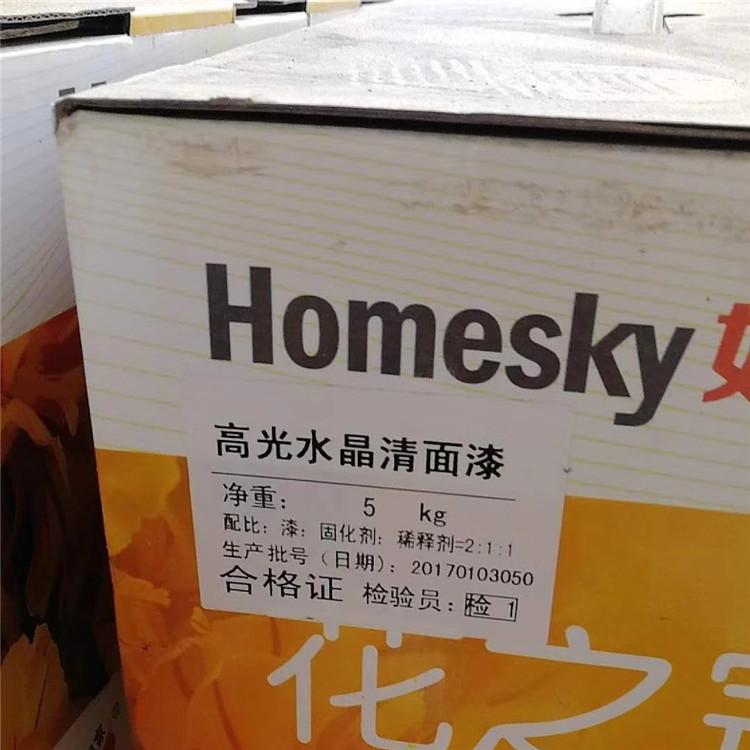 Homesky
高光水晶清面漆
净重： 5 kg
配比：漆：固化剂：稀释剂=2:1:1
生产批号（日期）：20170103050
合格证 检验员：检 1
花之